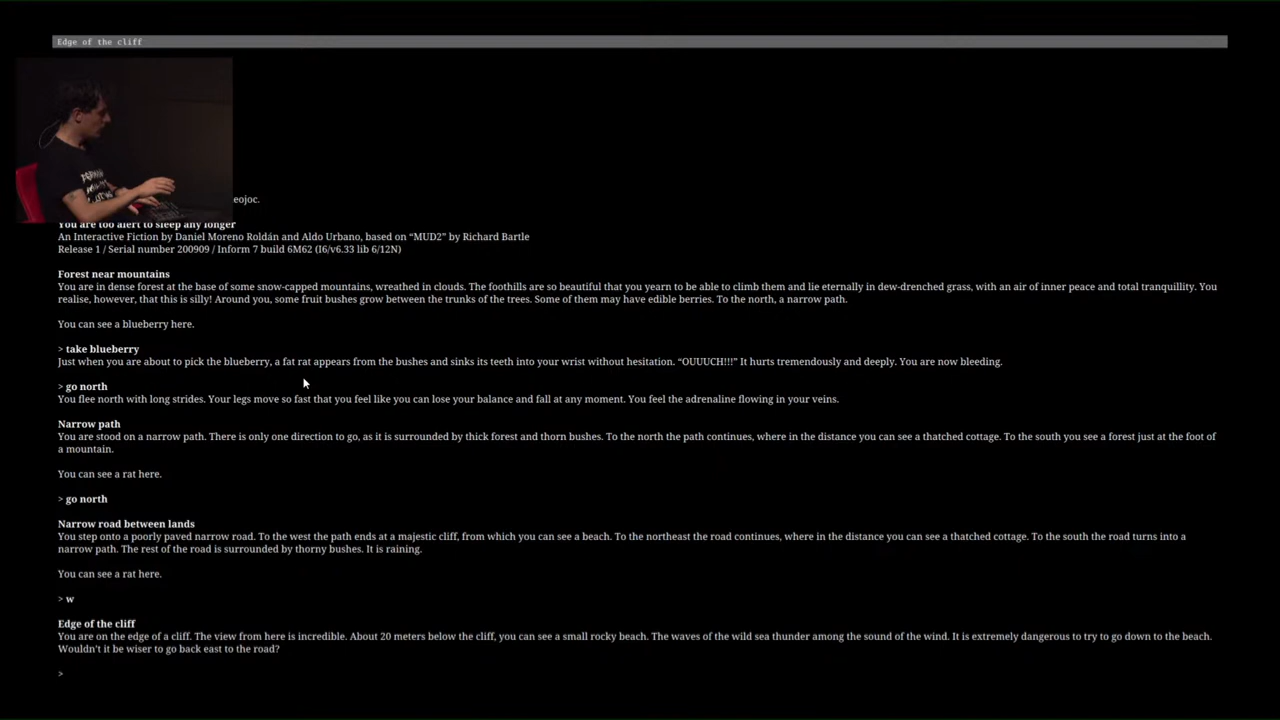 Edge of the cliff
eojoc.
You are too alert to sleep any longer
An Interactive Fiction by Daniel Moreno Roldán and Aldo Urbano, based on “MUD2” by Richard Bartle
Release 1 / Serial number 200909 / Inform 7 build 6M62 (I6/v6.33 lib 6/12N)
Forest near mountains
You are in dense forest at the base of some snow-capped mountains, wreathed in clouds. The foothills are so beautiful that you yearn to be able to climb them and lie eternally in dew-drenched grass, with an air of inner peace and total tranquillity. You
realise, however, that this is silly! Around you, some fruit bushes grow between the trunks of the trees. Some of them may have edible berries. To the north, a narrow path.
You can see a blueberry here.
> take blueberry
Just when you are about to pick the blueberry, a fat rat appears from the bushes and sinks its teeth into your wrist without hesitation. “OUUUCH!!!” It hurts tremendously and deeply. You are now bleeding.
> go north
You flee north with long strides. Your legs move so fast that you feel like you can lose your balance and fall at any moment. You feel the adrenaline flowing in your veins.
Narrow path
You are stood on a narrow path. There is only one direction to go, as it is surrounded by thick forest and thorn bushes. To the north the path continues, where in the distance you can see a thatched cottage. To the south you see a forest just at the foot of
a mountain.
You can see a rat here.
> go north
Narrow road between lands
You step onto a poorly paved narrow road. To the west the path ends at a majestic cliff, from which you can see a beach. To the northeast the road continues, where in the distance you can see a thatched cottage. To the south the road turns into a
narrow path. The rest of the road is surrounded by thorny bushes. It is raining.
You can see a rat here.
> w
Edge of the cliff
You are on the edge of a cliff. The view from here is incredible. About 20 meters below the cliff, you can see a small rocky beach. The waves of the wild sea thunder among the sound of the wind. It is extremely dangerous to try to go down to the beach.
Wouldn’t it be wiser to go back east to the road?
>